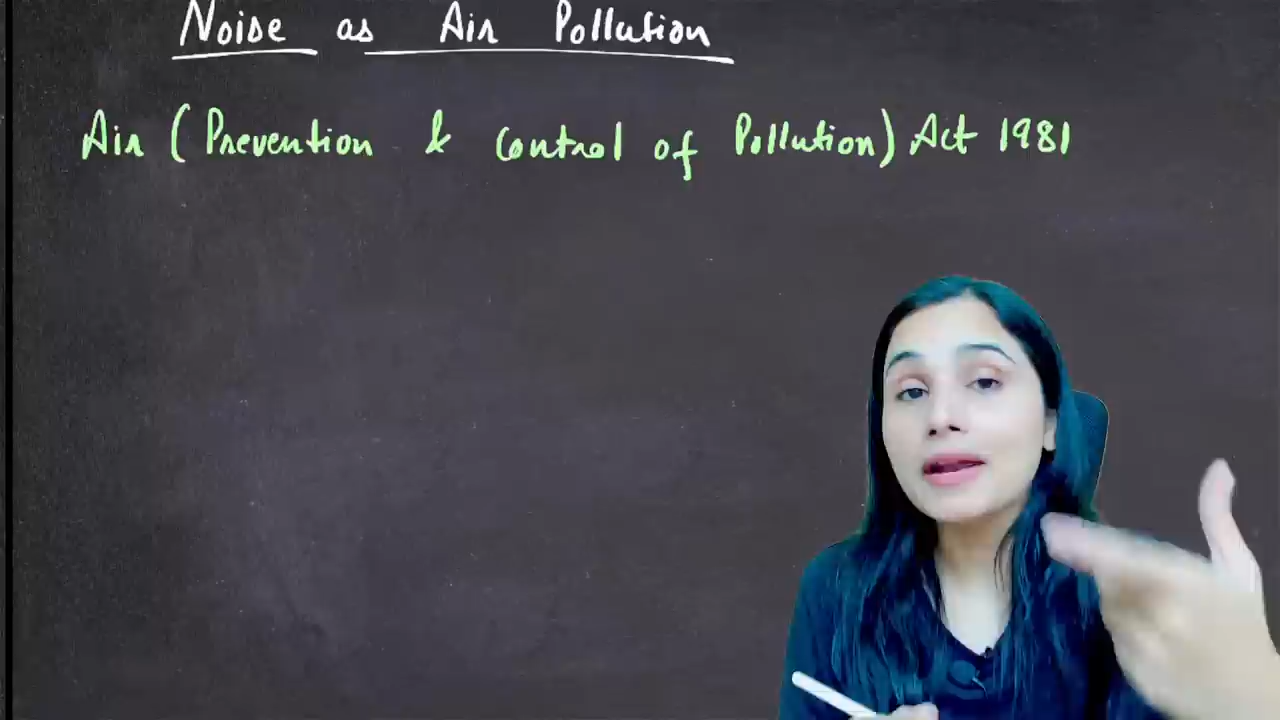 Noise as Air Pollution
Air (Prevention & Control of Pollution) Act 1981